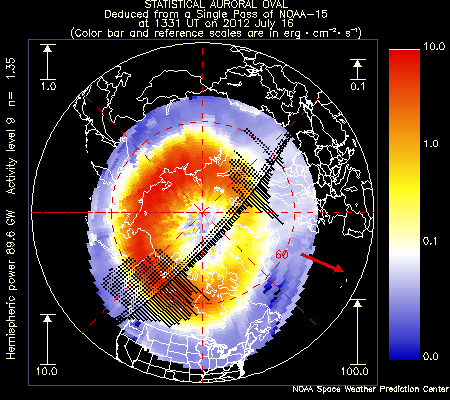 STATISTICAL AURORAL OVAL
Deduced from a Single Pass of NOAA-15
at 1331 UT on 2012 July 16
(Color bar and reference scales are in erg · cm⁻² · s⁻¹)
Hemispheric power 89.6 GW   Activity level 9   n=   1.35
1.0
0.1
10.0
100.0
60
10.0
1.0
0.1
0.0
NOAA Space Weather Prediction Center